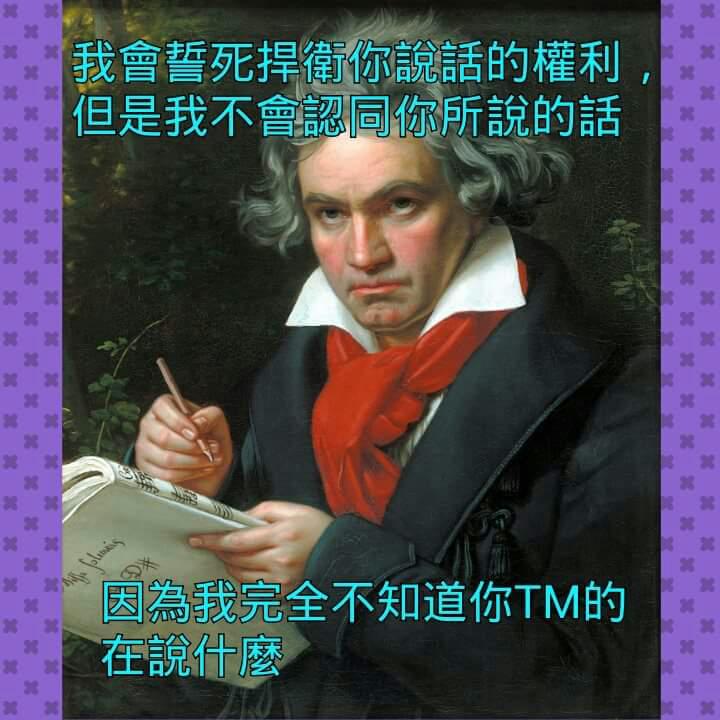 我會誓死捍衛你說話的權利，
但是我不會認同你所說的話
Missa solemnis
D#
因為我完全不知道你TM的
在說什麼